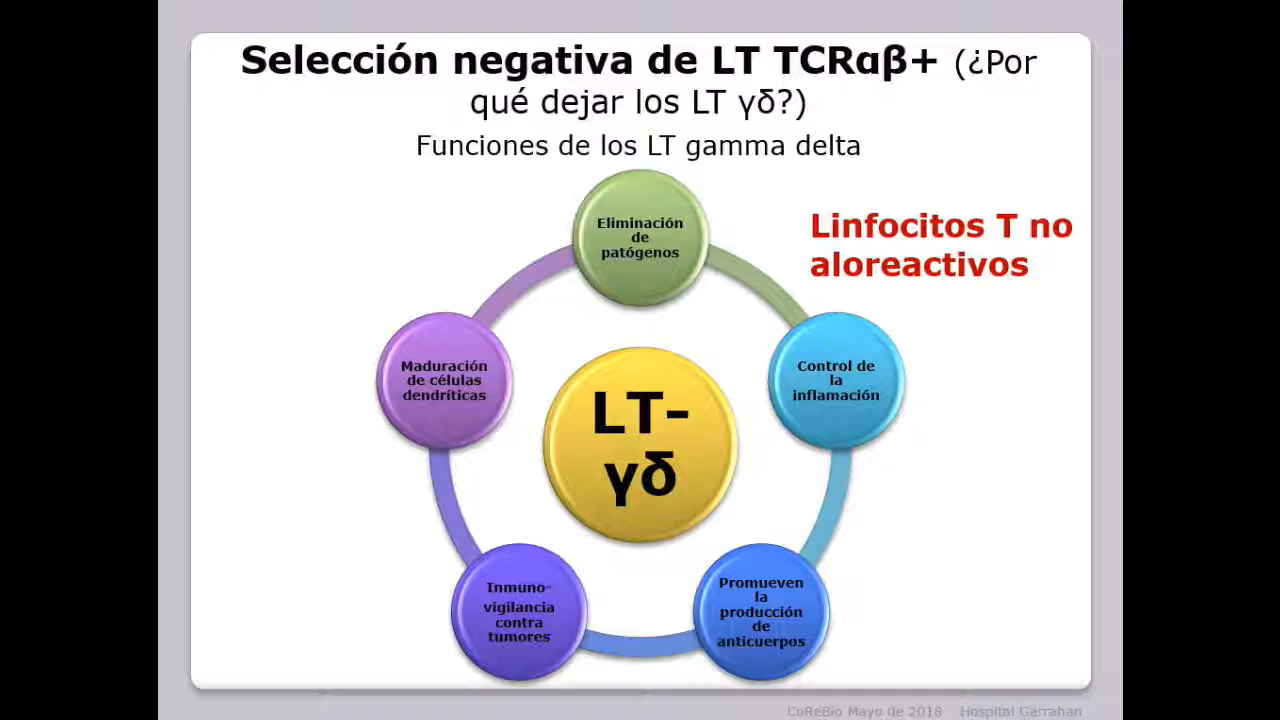 Selección negativa de LT TCRαβ+ (¿Por
qué dejar los LT γδ?)
Funciones de los LT gamma delta
Eliminación
de
patógenos
Linfocitos T no
aloreactivos
Maduración
de células
dendríticas
Control de
la
inflamación
LT-
γδ
Inmuno-
vigilancia
contra
tumores
Promueven
la
producción
de
anticuerpos
CoReBio Mayo de 2018 Hospital Garrahan